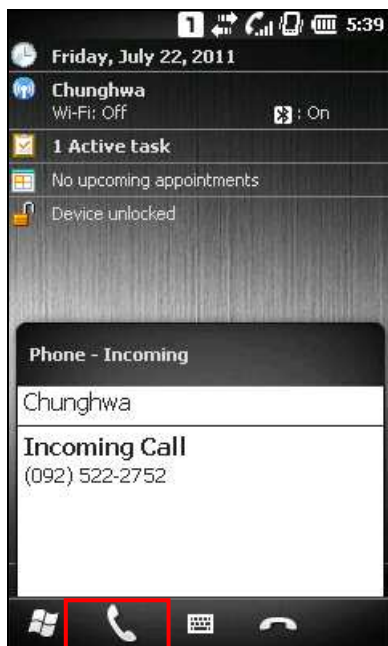 1 5:39
Friday, July 22, 2011
Chunghwa
Wi-Fi: Off : On
1 Active task
No upcoming appointments
Device unlocked
Phone - Incoming
Chunghwa
Incoming Call
(092) 522-2752